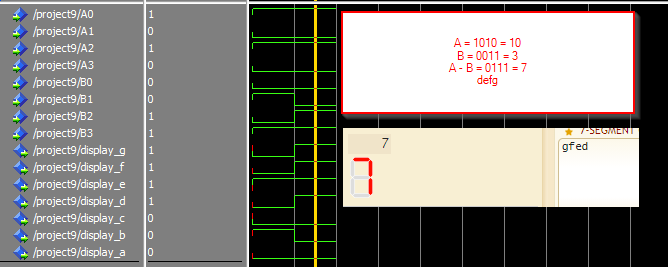 /project9/A0 1
/project9/A1 0
/project9/A2 1
/project9/A3 0
/project9/B0 0
/project9/B1 0
/project9/B2 1
/project9/B3 1
/project9/display_g 1
/project9/display_f 1
/project9/display_e 1
/project9/display_d 1
/project9/display_c 0
/project9/display_b 0
/project9/display_a 0
A = 1010 = 10
B = 0011 = 3
A - B = 0111 = 7
defg
7
7
7-SEGMENT
gfed